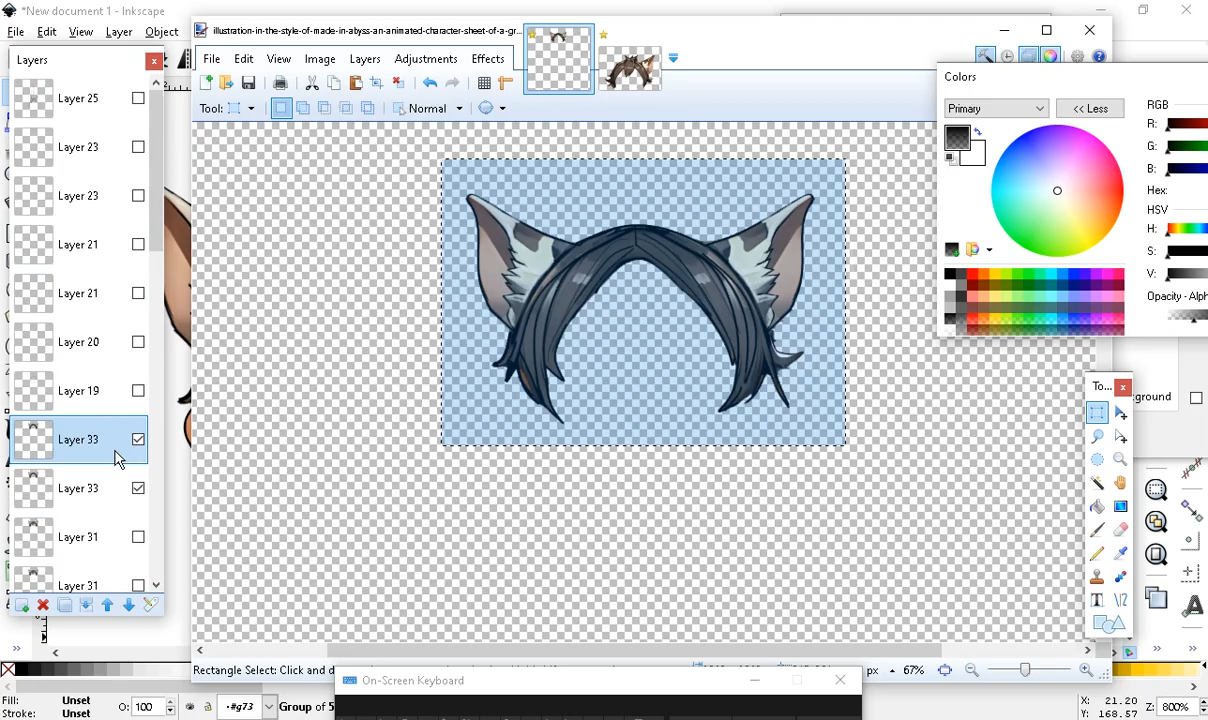 *New document 1 - Inkscape
File Edit View Layer Object
Layers
Layer 25
Layer 23
Layer 23
Layer 21
Layer 21
Layer 20
Layer 19
Layer 33
Layer 33
Layer 31
Layer 31
illustration-in-the-style-of-made-in-abyss-an-animated-character-sheet-of-a-gr...
File Edit View Image Layers Adjustments Effects
Tool: Normal
Colors
Primary << Less RGB
R:
G:
B:
Hex:
HSV
H:
S:
V:
Opacity - Alph
To...
ground
Rectangle Select: Click and d
px 67%
On-Screen Keyboard
Fill: Unset
Stroke: Unset
O: 100 #g73 Group of 5
X: 21.20
Y: 168.57
Z: 800%